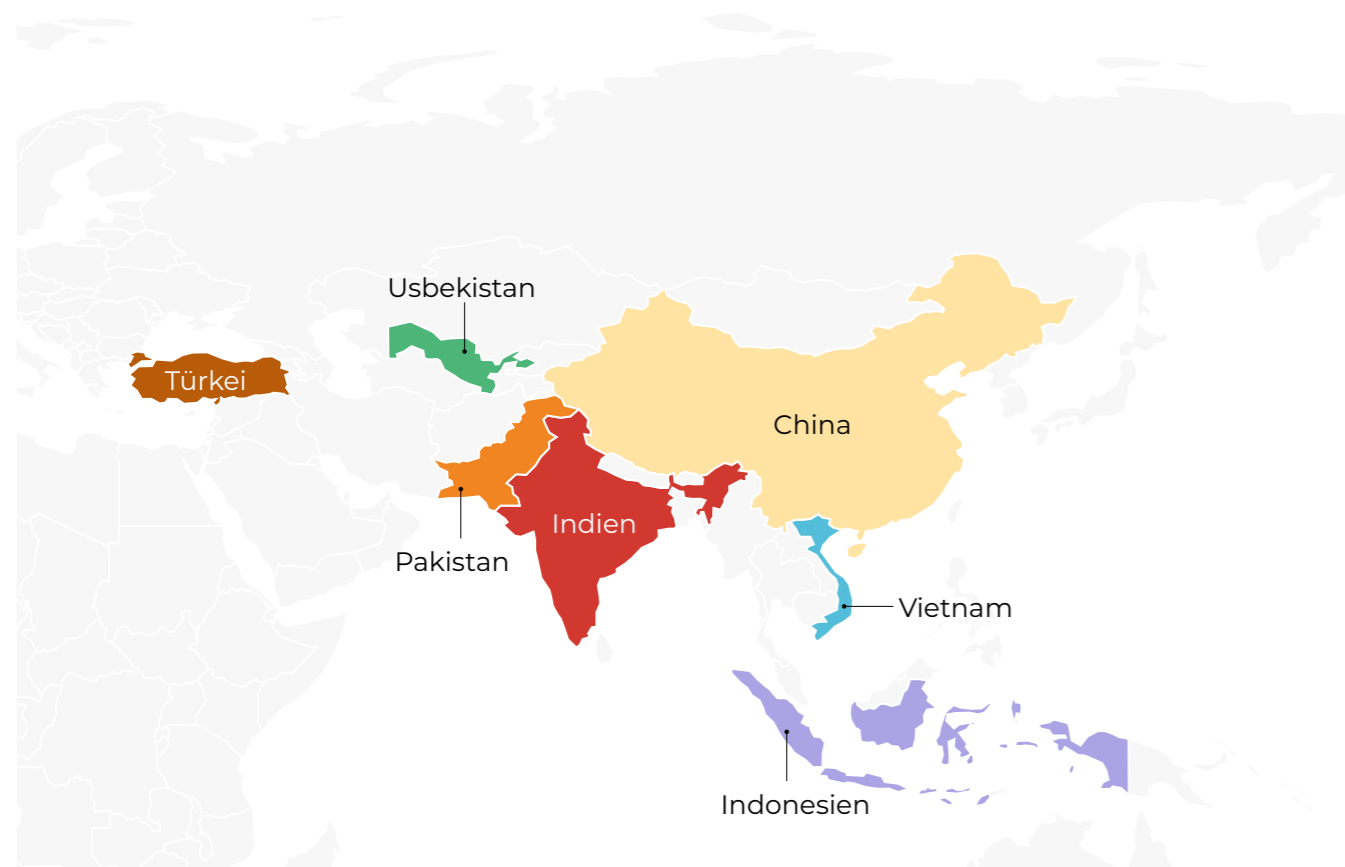 Usbekistan
Türkei
China
Indien
Pakistan
Vietnam
Indonesien